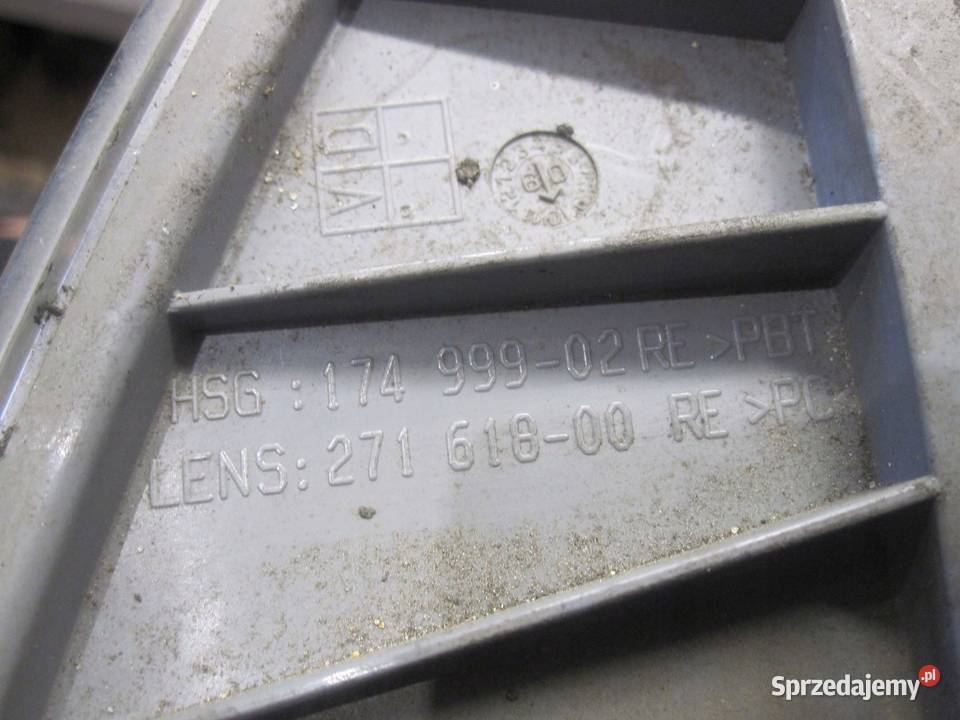 HSG : 174 999-02 RE >PBT
LENS: 271 618-00 RE >PC
Sprzedajemy.pl